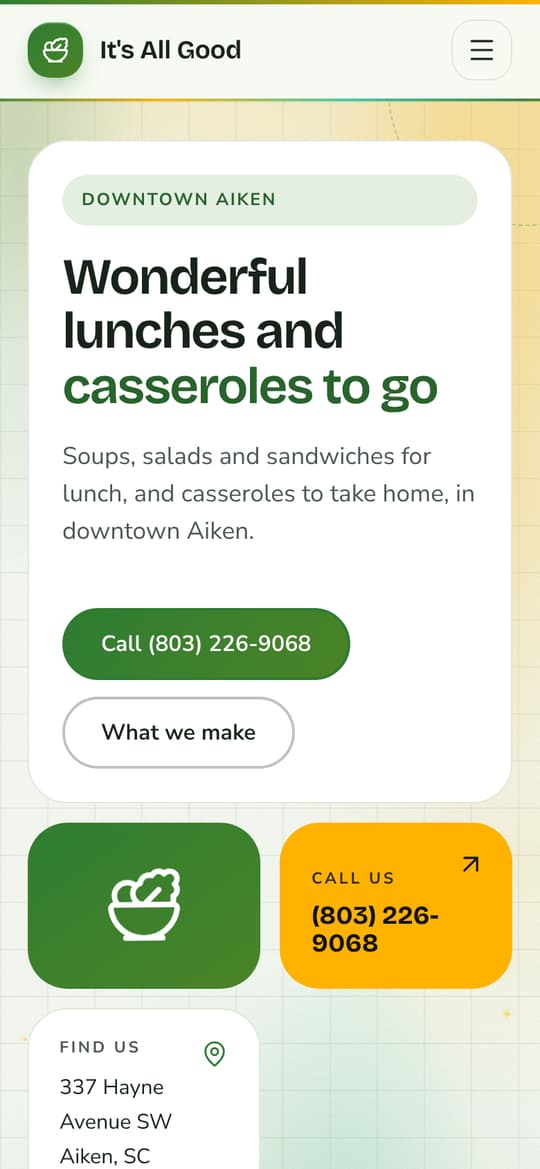 It's All Good
DOWNTOWN AIKEN
Wonderful
lunches and
casseroles to go
Soups, salads and sandwiches for
lunch, and casseroles to take home, in
downtown Aiken.
Call (803) 226-9068
What we make
CALL US
(803) 226-
9068
FIND US
337 Hayne
Avenue SW
Aiken, SC